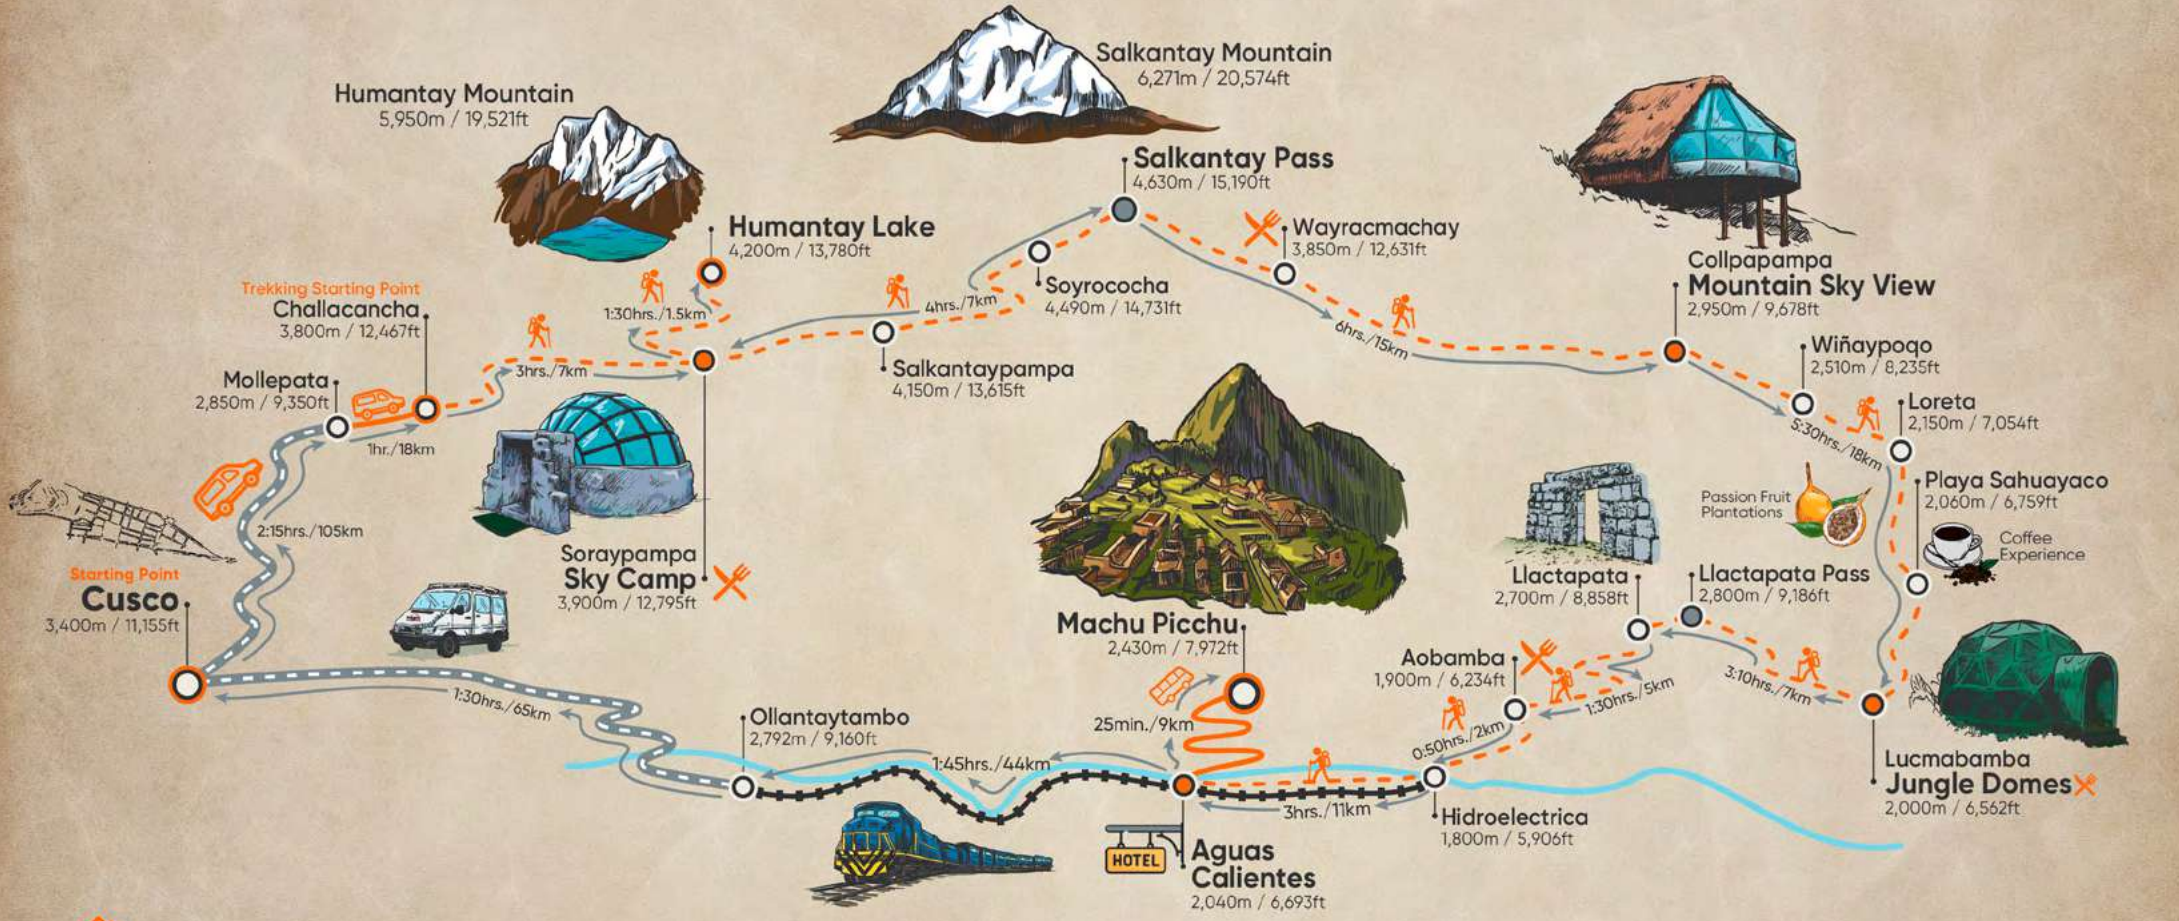 Salkantay Mountain
6,271m / 20,574ft
Humantay Mountain
5,950m / 19,521ft
Salkantay Pass
4,630m / 15,190ft
Humantay Lake
4,200m / 13,780ft
Wayracmachay
3,850m / 12,631ft
Collpapampa
Mountain Sky View
2,950m / 9,678ft
Trekking Starting Point
Challacancha
3,800m / 12,467ft
1:30hrs./1.5km
4hrs./7km
Soyrococha
4,490m / 14,731ft
6hrs./15km
Wiñaypoqo
2,510m / 8,235ft
Mollepata
2,850m / 9,350ft
3hrs./7km
Salkantaypampa
4,150m / 13,615ft
Loreta
2,150m / 7,054ft
1hr./18km
5:30hrs./18km
Playa Sahuayaco
2,060m / 6,759ft
Passion Fruit
Plantations
Coffee
Experience
2:15hrs./105km
Soraypampa
Sky Camp
3,900m / 12,795ft
Starting Point
Cusco
3,400m / 11,155ft
Llactapata
2,700m / 8,858ft
Llactapata Pass
2,800m / 9,186ft
Machu Picchu
2,430m / 7,972ft
Aobamba
1,900m / 6,234ft
1:30hrs./5km
3:10hrs./7km
1:30hrs./65km
Ollantaytambo
2,792m / 9,160ft
25min./9km
0:50hrs./2km
1:45hrs./44km
Lucmabamba
Jungle Domes
2,000m / 6,562ft
3hrs./11km
Hidroelectrica
1,800m / 5,906ft
HOTEL
Aguas
Calientes
2,040m / 6,693ft